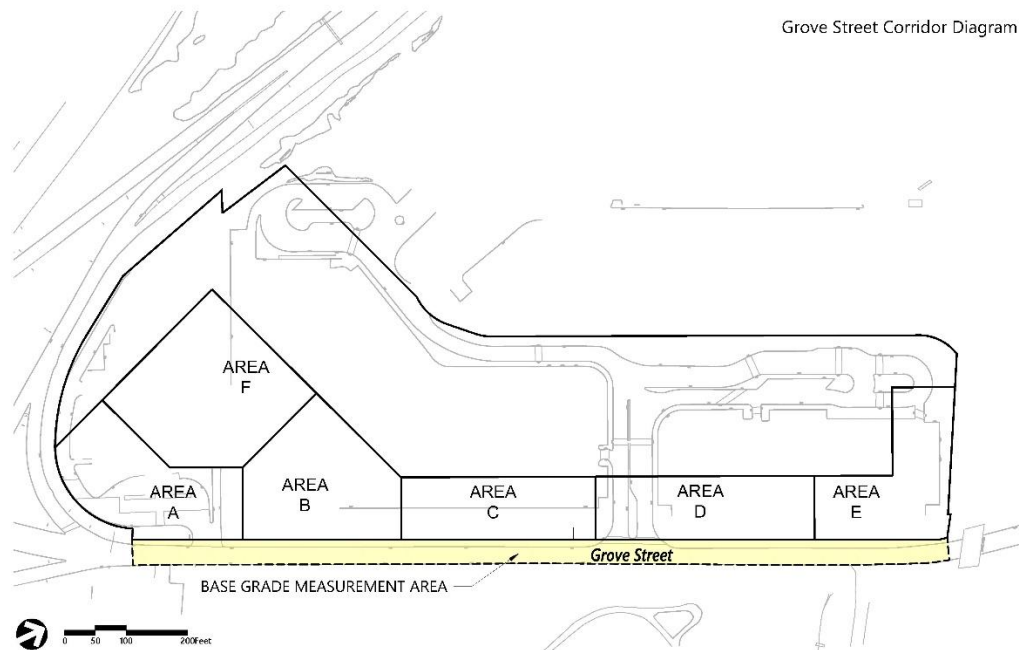 Grove Street Corridor Diagram
AREA
F
AREA
A
AREA
B
AREA
C
AREA
D
AREA
E
Grove Street
BASE GRADE MEASUREMENT AREA
0 50 100 200Feet